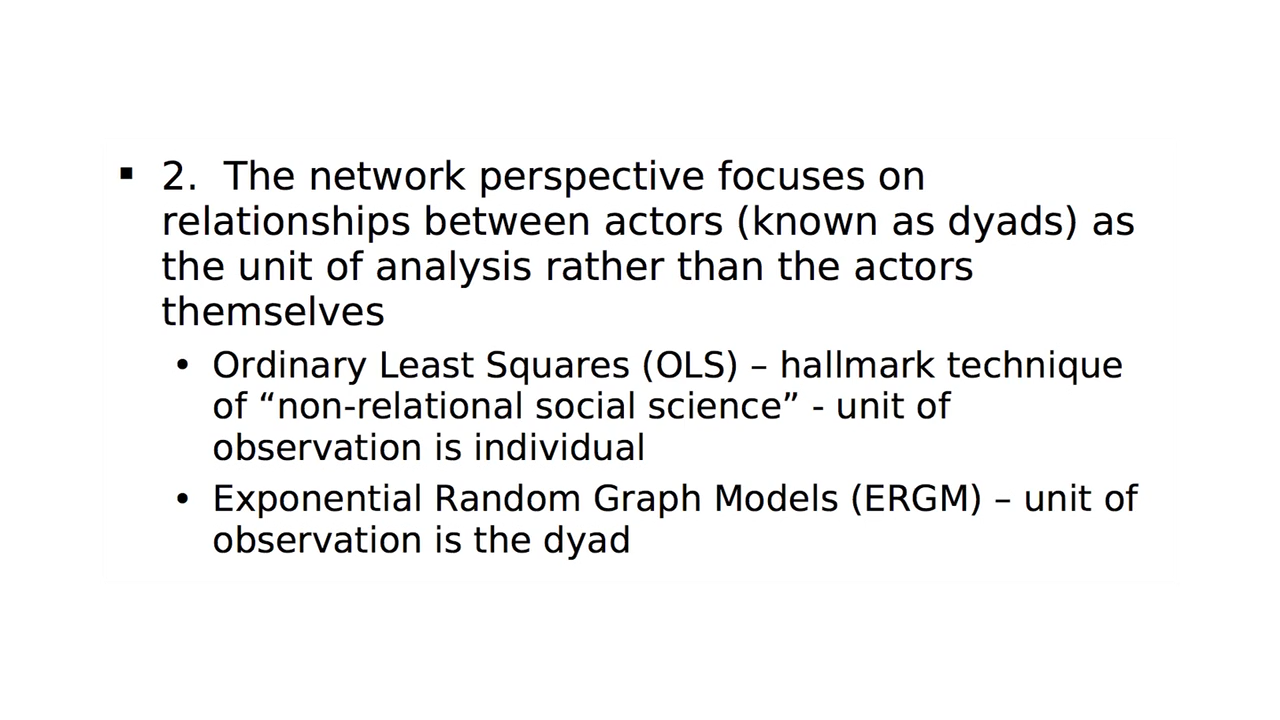 ▪ 2.  The network perspective focuses on
relationships between actors (known as dyads) as
the unit of analysis rather than the actors
themselves
• Ordinary Least Squares (OLS) – hallmark technique
of “non-relational social science” - unit of
observation is individual
• Exponential Random Graph Models (ERGM) – unit of
observation is the dyad